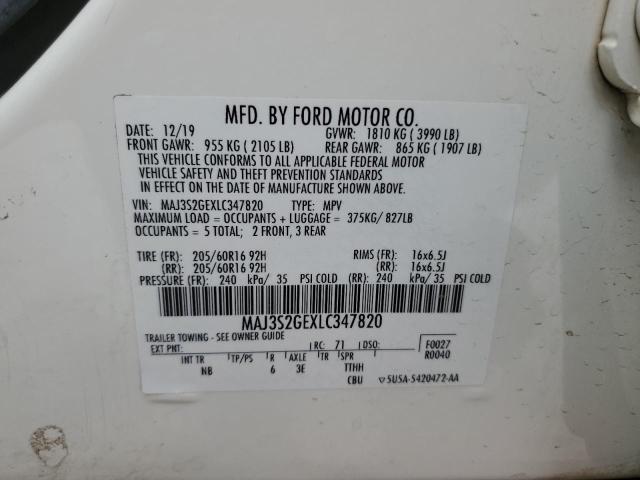 MFD. BY FORD MOTOR CO.
DATE: 12/19 GVWR: 1810 KG ( 3990 LB)
FRONT GAWR: 955 KG ( 2105 LB) REAR GAWR: 865 KG ( 1907 LB)
THIS VEHICLE CONFORMS TO ALL APPLICABLE FEDERAL MOTOR
VEHICLE SAFETY AND THEFT PREVENTION STANDARDS
IN EFFECT ON THE DATE OF MANUFACTURE SHOWN ABOVE.
VIN: MAJ3S2GEXLC347820 TYPE: MPV
MAXIMUM LOAD = OCCUPANTS + LUGGAGE = 375KG/ 827LB
OCCUPANTS = 5 TOTAL; 2 FRONT, 3 REAR
TIRE (FR): 205/60R16 92H RIMS (FR): 16x6.5J
(RR): 205/60R16 92H (RR): 16x6.5J
PRESSURE (FR): 240 kPa/ 35 PSI COLD (RR): 240 kPa/ 35 PSI COLD
MAJ3S2GEXLC347820
TRAILER TOWING - SEE OWNER GUIDE
EXT PNT: RC: 71 DSO: F0027
R0040
INT TR TP/PS R AXLE TR SPR
NB 6 3E TTHH
CBU ▽5USA-5420472-AA